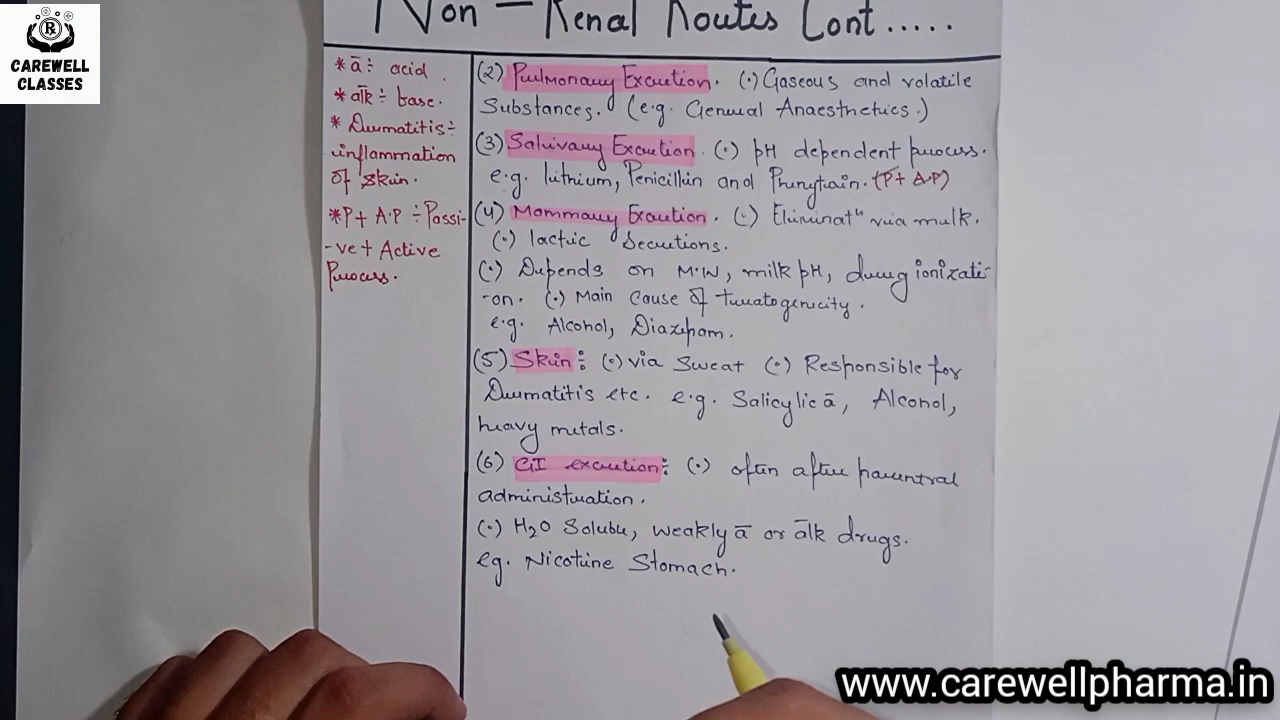 CAREWELL
CLASSES
Non - Renal Routes Cont.....
* ā ÷ acid.
* āīk ÷ base.
* Dermatitis ÷
inflammation
of skin.
* P + A.P ÷ Passi-
-ve + Active
Process.
(2) Pulmonary Excretion. (•) Gaseous and volatile
Substances. (e.g. General Anaesthetics.)
(3) Salivary Excretion. (•) pH dependent process.
e.g. lithium, Penicillin and Phenytoin. (P + A.P)
(4) Mammary Excretion. (•) Eliminatⁿ via milk.
(•) lactic Secretions.
(•) Depends on M.W, milk pH, drug ionizati-
-on. (•) Main cause of teratogenicity.
e.g. Alcohol, Diazepam.
(5) Skin: (•) via Sweat (•) Responsible for
Dermatitis etc. e.g. Salicylic ā, Alcohol,
heavy metals.
(6) GI excretion: (•) often after parentral
administration.
(•) H₂O Soluble, weakly ā or ālk drugs.
eg. Nicotine Stomach.
www.carewellpharma.in